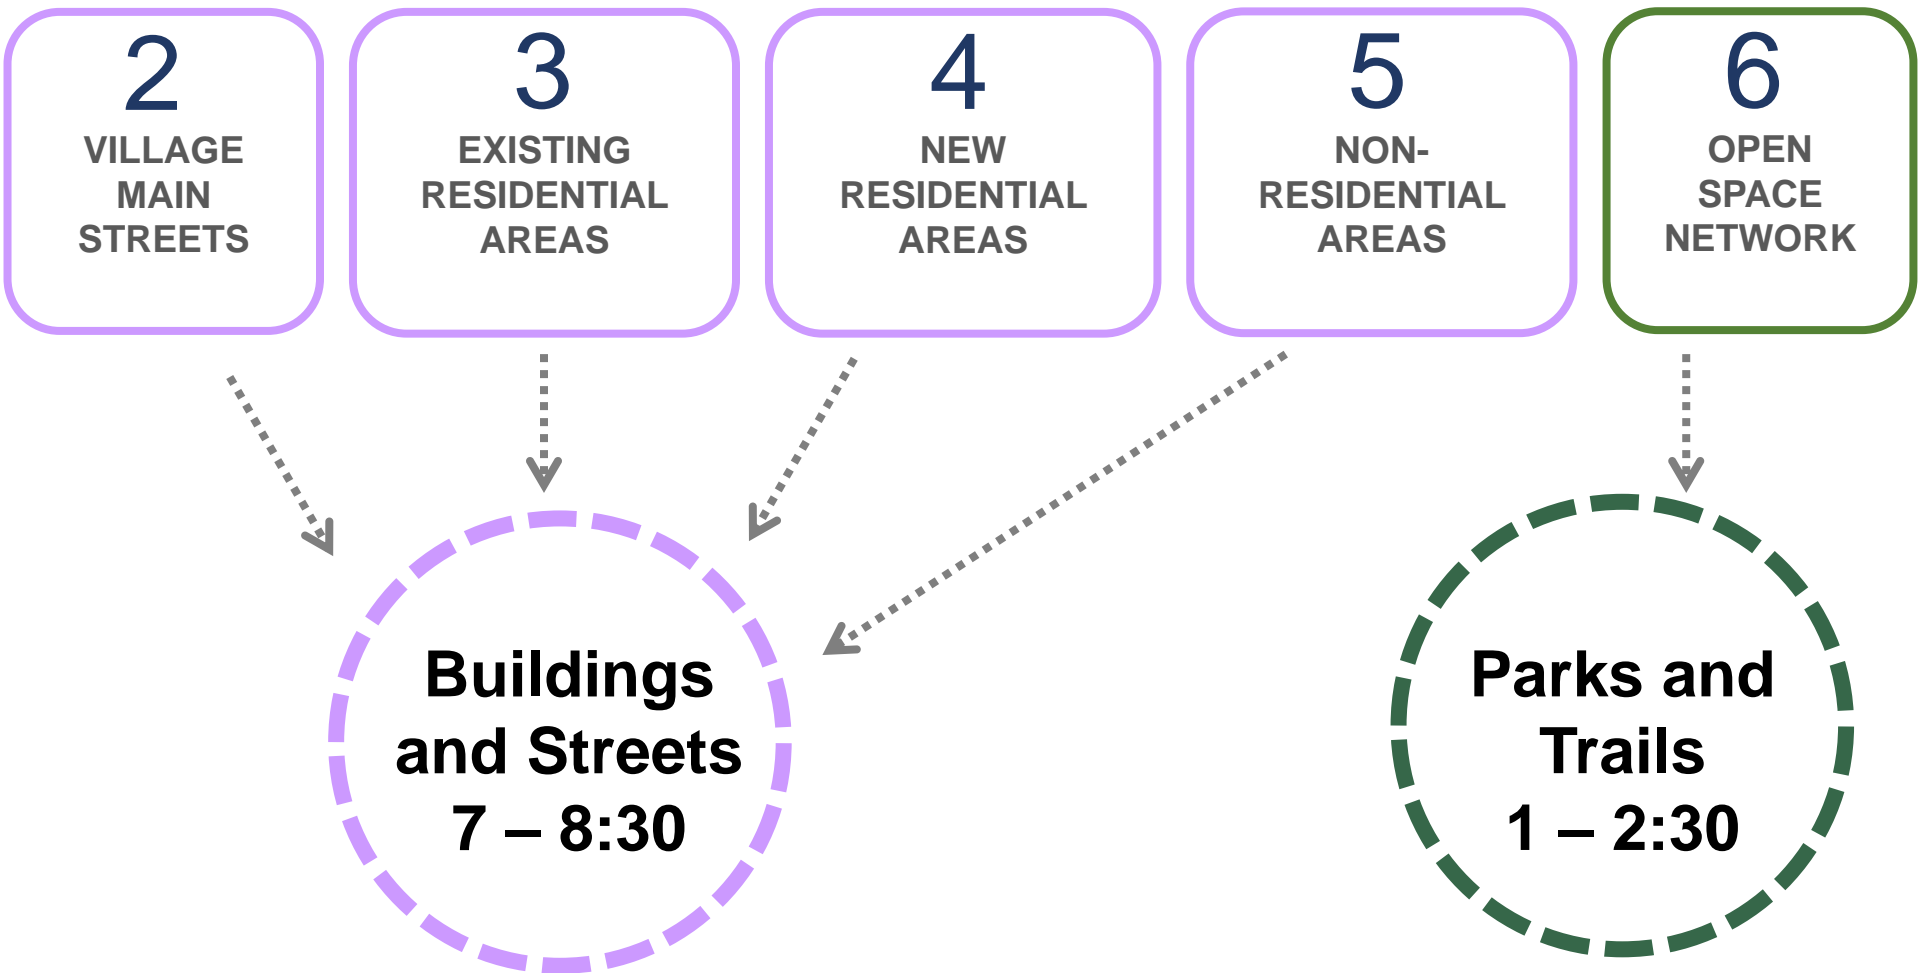 2
VILLAGE
MAIN
STREETS
3
EXISTING
RESIDENTIAL
AREAS
4
NEW
RESIDENTIAL
AREAS
5
NON-
RESIDENTIAL
AREAS
6
OPEN
SPACE
NETWORK
Buildings
and Streets
7 – 8:30
Parks and
Trails
1 – 2:30